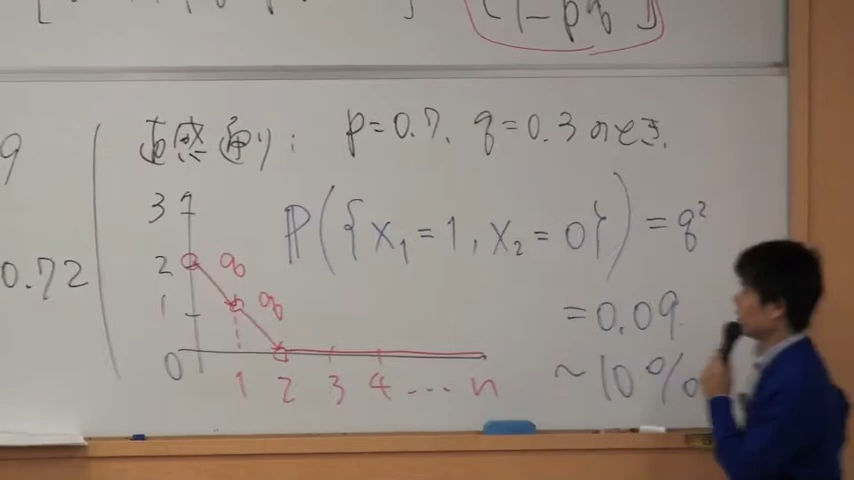 1-pq
9
0.72
直感通り: p=0.7, q=0.3 のとき.
P({X₁=1, X₂=0}) = q²
= 0.09
~10%
3
2 q
1 q
0
1 2 3 4 ... n